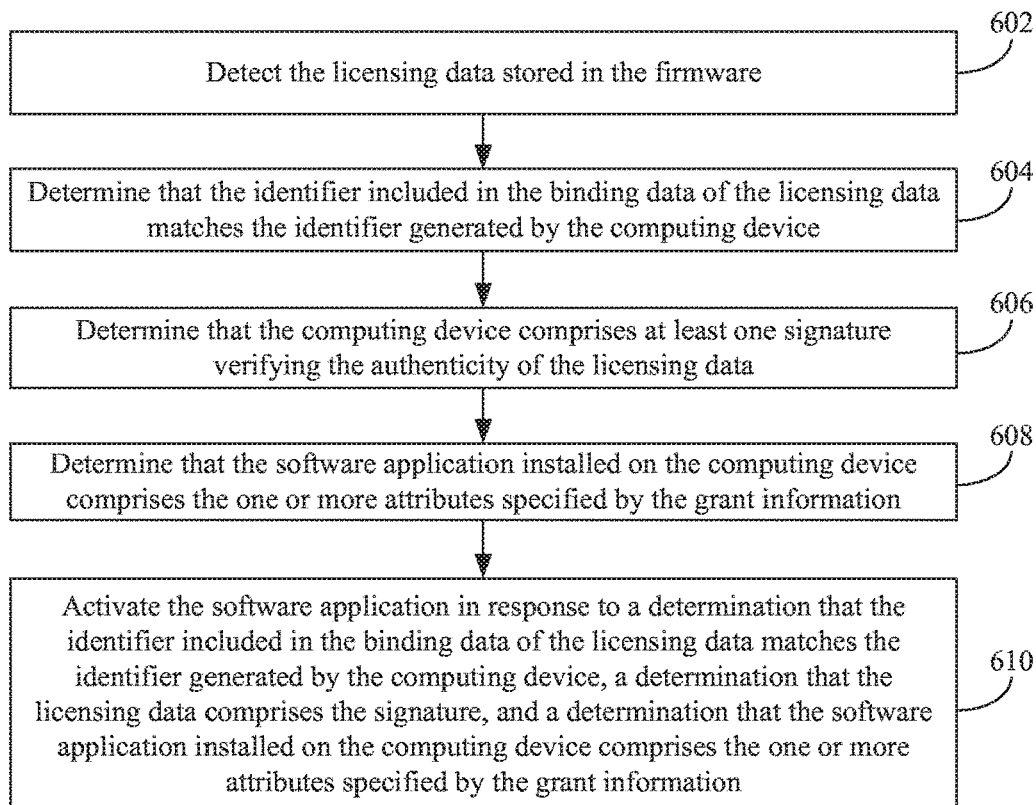 602
Detect the licensing data stored in the firmware
604
Determine that the identifier included in the binding data of the licensing data
matches the identifier generated by the computing device
606
Determine that the computing device comprises at least one signature
verifying the authenticity of the licensing data
608
Determine that the software application installed on the computing device
comprises the one or more attributes specified by the grant information
Activate the software application in response to a determination that the
identifier included in the binding data of the licensing data matches the
identifier generated by the computing device, a determination that the
610
licensing data comprises the signature, and a determination that the software
application installed on the computing device comprises the one or more
attributes specified by the grant information